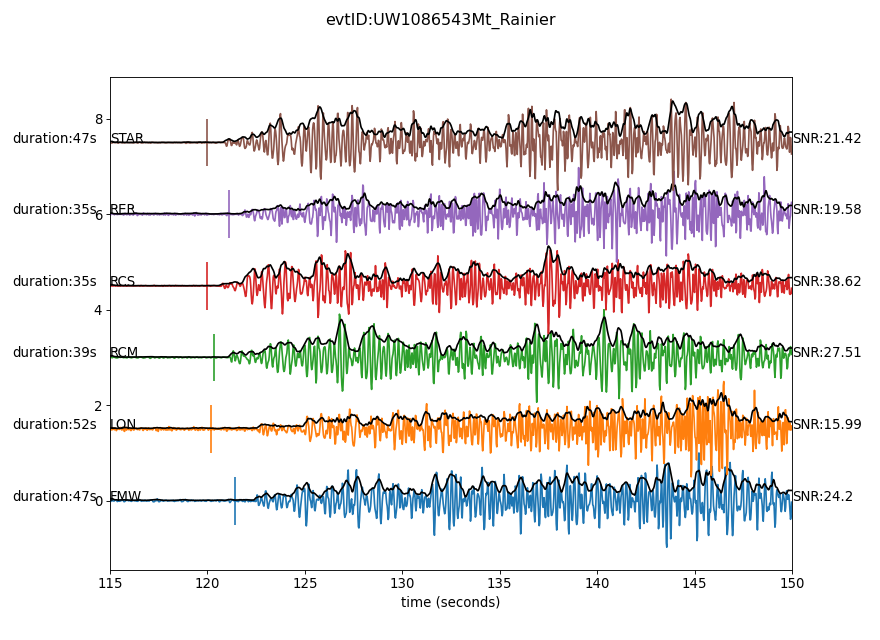 evtID:UW1086543Mt_Rainier
8
duration:47s STAR SNR:21.42
duration:35s RER SNR:19.58
6
duration:35s RCS SNR:38.62
4
duration:39s RCM SNR:27.51
2
duration:52s LON SNR:15.99
duration:47s FMW SNR:24.2
0
115 120 125 130 135 140 145 150
time (seconds)